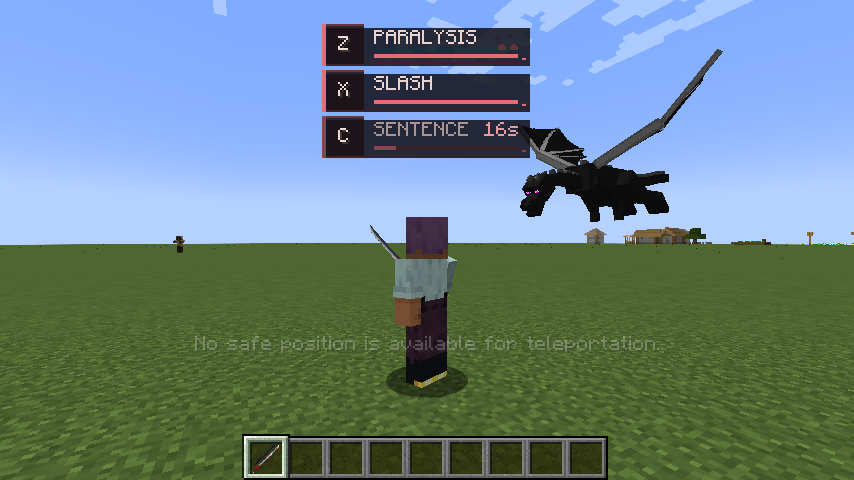 Z PARALYSIS
X SLASH
C SENTENCE 16s
No safe position is available for teleportation.